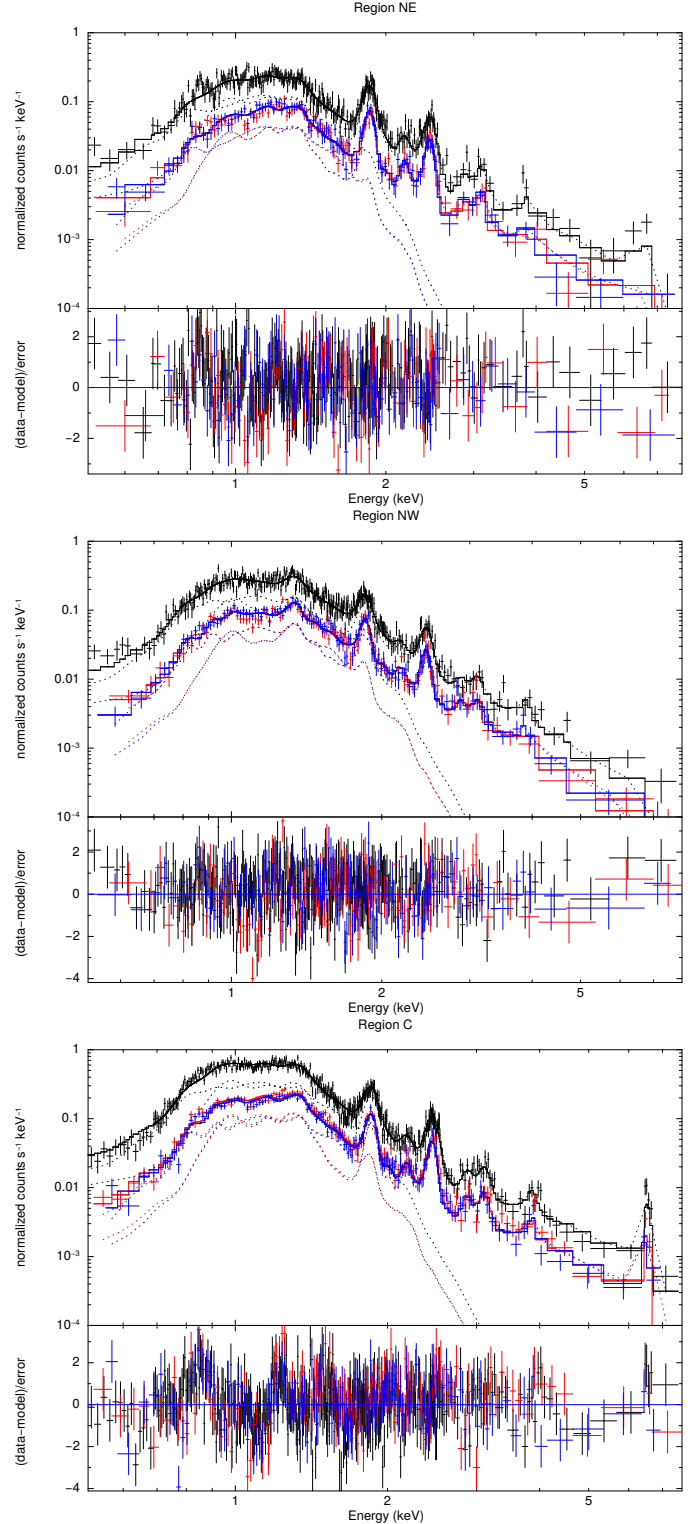 Region NE
1
0.1
0.01
10⁻³
10⁻⁴
normalized counts s⁻¹ keV⁻¹
2
0
−2
(data−model)/error
1 2 5
Energy (keV)
Region NW
1
0.1
0.01
10⁻³
10⁻⁴
normalized counts s⁻¹ keV⁻¹
2
0
−2
−4
(data−model)/error
1 2 5
Energy (keV)
Region C
1
0.1
0.01
10⁻³
10⁻⁴
normalized counts s⁻¹ keV⁻¹
2
0
−2
−4
(data−model)/error
1 2 5
Energy (keV)